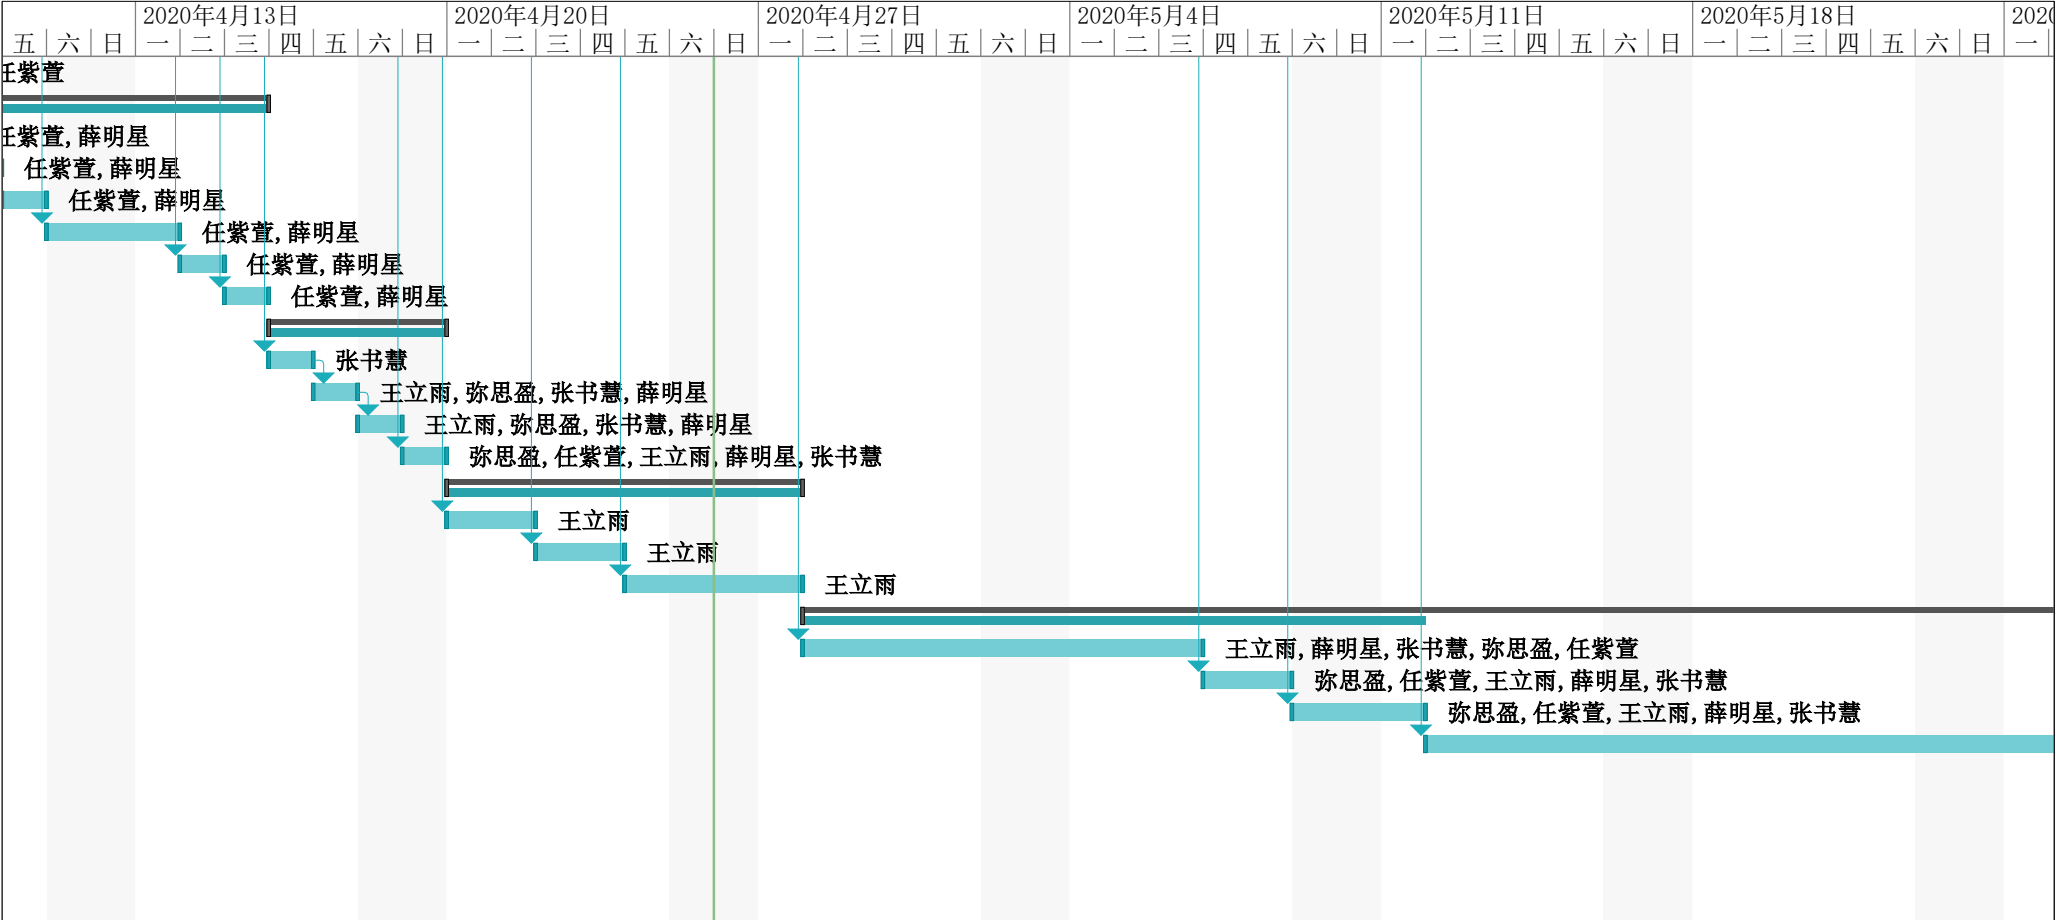 2020年4月13日 2020年4月20日 2020年4月27日 2020年5月4日 2020年5月11日 2020年5月18日
五 六 日 一 二 三 四 五 六 日 一 二 三 四 五 六 日 一 二 三 四 五 六 日 一 二 三 四 五 六 日 一 二 三 四 五 六 日 一 二 三 四 五 六 日 一
任紫萱
任紫萱, 薛明星
任紫萱, 薛明星
任紫萱, 薛明星
任紫萱, 薛明星
任紫萱, 薛明星
任紫萱, 薛明星
张书慧
王立雨, 弥思盈, 张书慧, 薛明星
王立雨, 弥思盈, 张书慧, 薛明星
弥思盈, 任紫萱, 王立雨, 薛明星, 张书慧
王立雨
王立雨
王立雨
王立雨, 薛明星, 张书慧, 弥思盈, 任紫萱
弥思盈, 任紫萱, 王立雨, 薛明星, 张书慧
弥思盈, 任紫萱, 王立雨, 薛明星, 张书慧